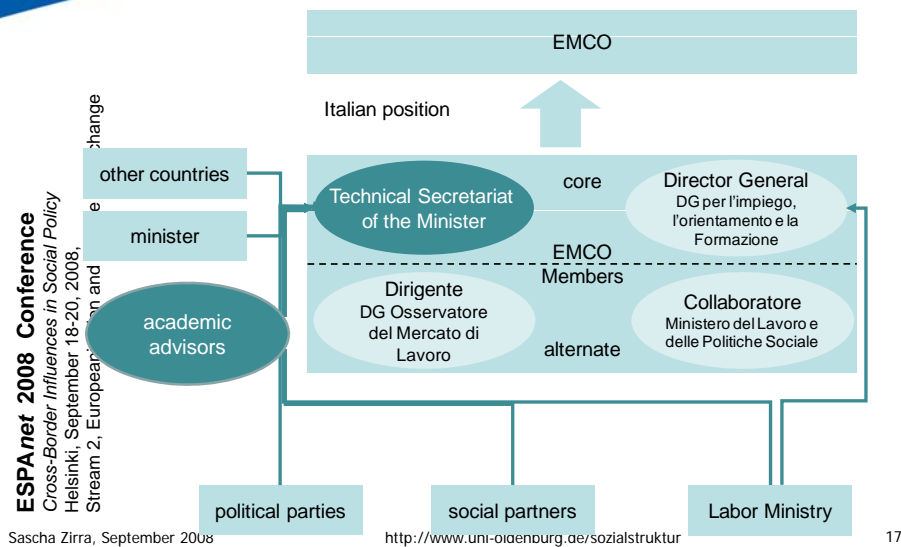 EMCO
Italian position
other countries
minister
academic
advisors
Technical Secretariat
of the Minister
core
Director General
DG per l'impiego,
l'orientamento e la
Formazione
EMCO
Members
Dirigente
DG Osservatore
del Mercato di
Lavoro
alternate
Collaboratore
Ministero del Lavoro e
delle Politiche Sociale
political parties
social partners
Labor Ministry
ESPAnet 2008 Conference
Cross-Border Influences in Social Policy
Helsinki, September 18-20, 2008,
Stream 2, and
Sascha Zirra, September 2008
http://www.uni-oldenburg.de/sozialstruktur
17